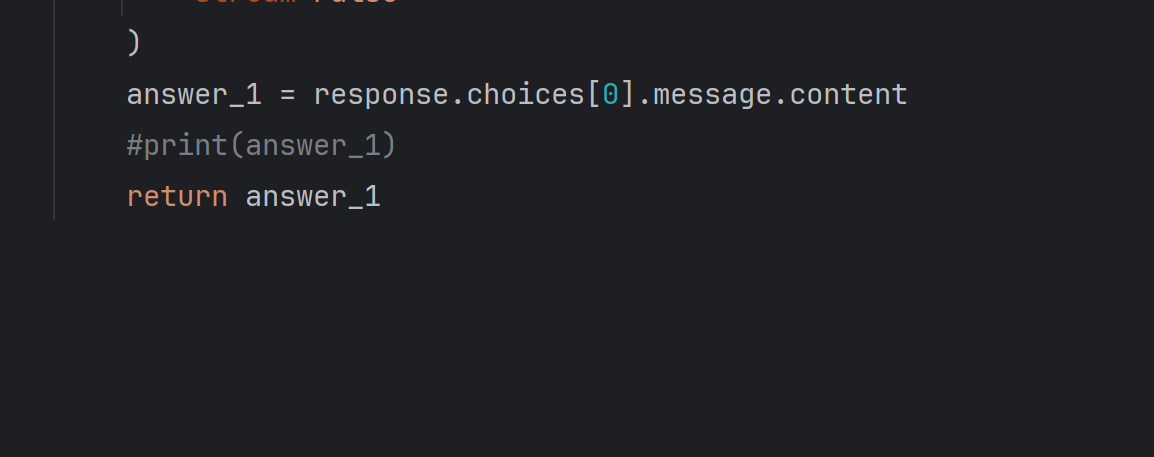 )
answer_1 = response.choices[0].message.content
#print(answer_1)
return answer_1